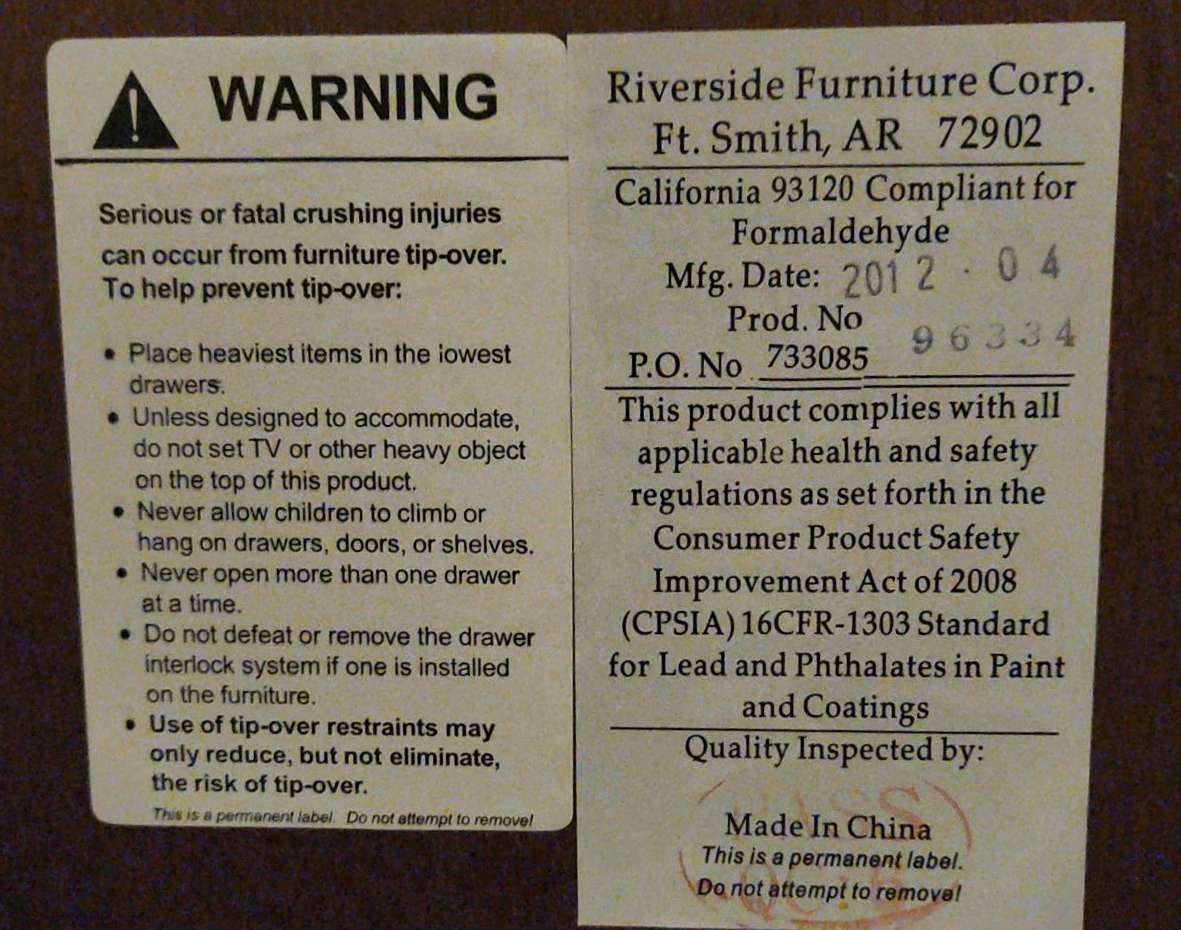 WARNING
Serious or fatal crushing injuries
can occur from furniture tip-over.
To help prevent tip-over:
• Place heaviest items in the lowest
drawers.
• Unless designed to accommodate,
do not set TV or other heavy object
on the top of this product.
• Never allow children to climb or
hang on drawers, doors, or shelves.
• Never open more than one drawer
at a time.
• Do not defeat or remove the drawer
interlock system if one is installed
on the furniture.
• Use of tip-over restraints may
only reduce, but not eliminate,
the risk of tip-over.
This is a permanent label. Do not attempt to remove!
Riverside Furniture Corp.
Ft. Smith, AR 72902
California 93120 Compliant for
Formaldehyde
Mfg. Date: 2012 . 04
Prod. No 96334
P.O. No 733085
This product complies with all
applicable health and safety
regulations as set forth in the
Consumer Product Safety
Improvement Act of 2008
(CPSIA) 16CFR-1303 Standard
for Lead and Phthalates in Paint
and Coatings
Quality Inspected by:
Made In China
This is a permanent label.
Do not attempt to remove!